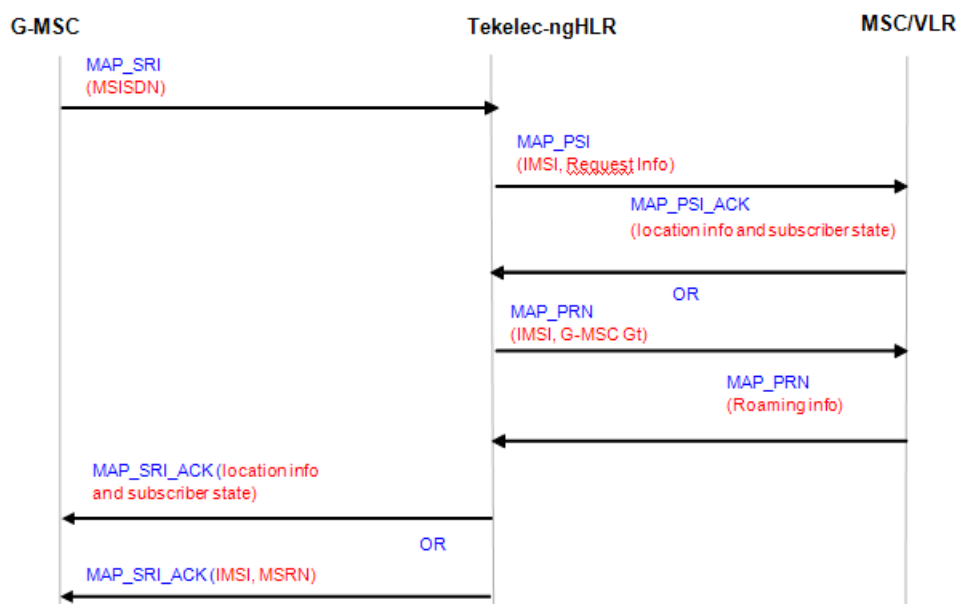 G-MSC
Tekelec-ngHLR
MSC/VLR
MAP_SRI
(MSISDN)
MAP_PSI
(IMSI, Request Info)
MAP_PSI_ACK
(location info and subscriber state)
OR
MAP_PRN
(IMSI, G-MSC Gt)
MAP_PRN
(Roaming info)
MAP_SRI_ACK (location info
and subscriber state)
OR
MAP_SRI_ACK (IMSI, MSRN)